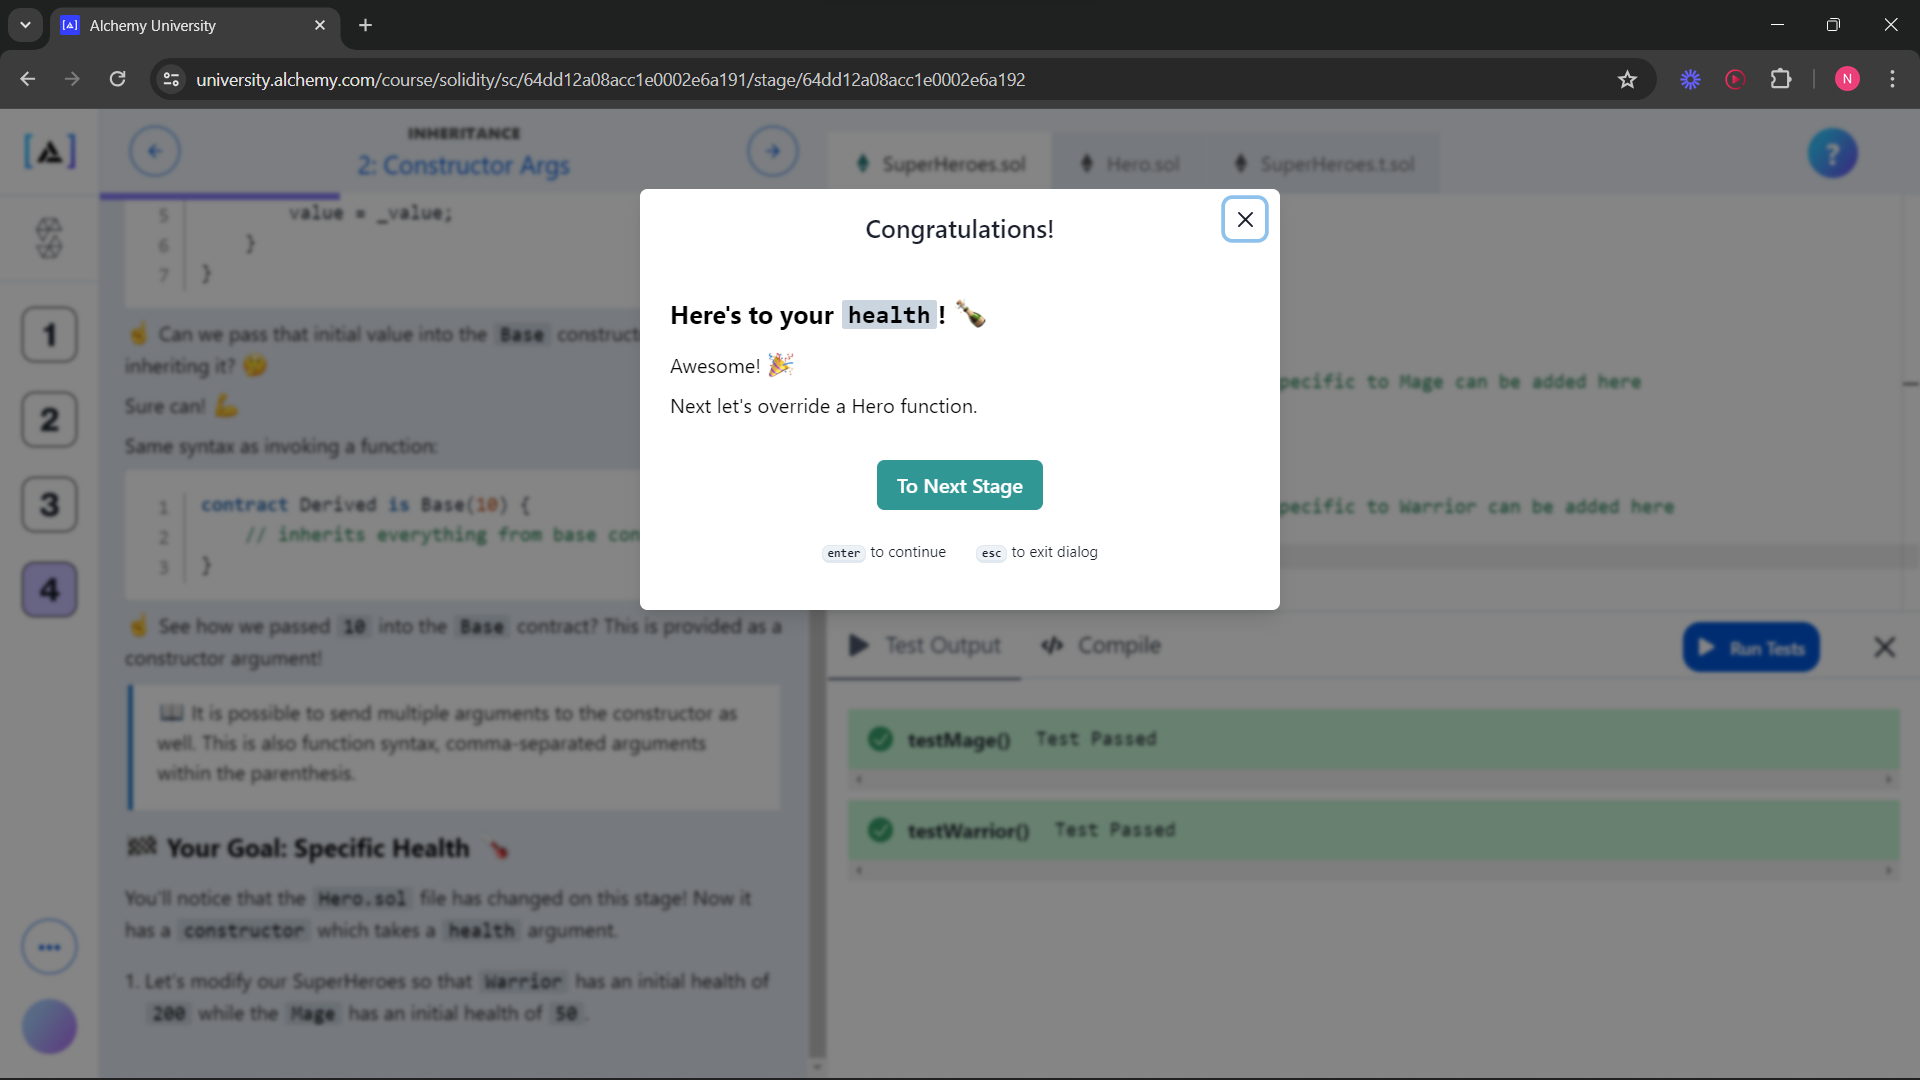 Alchemy University
university.alchemy.com/course/solidity/sc/64dd12a08acc1e0002e6a191/stage/64dd12a08acc1e0002e6a192
N
INHERITANCE
2: Constructor Args
SuperHeroes.sol
Hero.sol
SuperHeroes.t.sol
?
5 value = _value;
6 }
7 }
1
2
3
4
☝️ Can we pass that initial value into the Base
inheriting it? 🤔
Sure can! 💪
Same syntax as invoking a function:
1 contract Derived is Base(10) {
2 // inherits everything from base
3 }
☝️ See how we passed 10 into the Base contract? This is provided as a
constructor argument!
📖 It is possible to send multiple arguments to the constructor as
well. This is also function syntax, comma-separated arguments
within the parenthesis.
🏁 Your Goal: Specific Health
You'll notice that the Hero.sol file has changed on this stage! Now it
has a constructor which takes a health argument.
1. Let's modify our SuperHeroes so that Warrior has an initial health of
200 while the Mage has an initial health of 50.
Congratulations!
Here's to your health! 🍾
Awesome! 🎉
Next let's override a Hero function.
To Next Stage
enter to continue esc to exit dialog
to Mage can be added here
to Warrior can be added here
Test Output
</> Compile
Run Tests
testMage() Test Passed
testWarrior() Test Passed